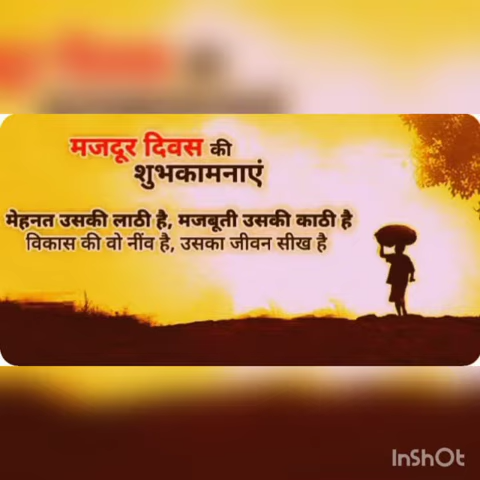 मजदूर दिवस की
शुभकामनाएं
मेहनत उसकी लाठी है, मजबूती उसकी काठी है
विकास की वो नींव है, उसका जीवन सीख है
InShOt